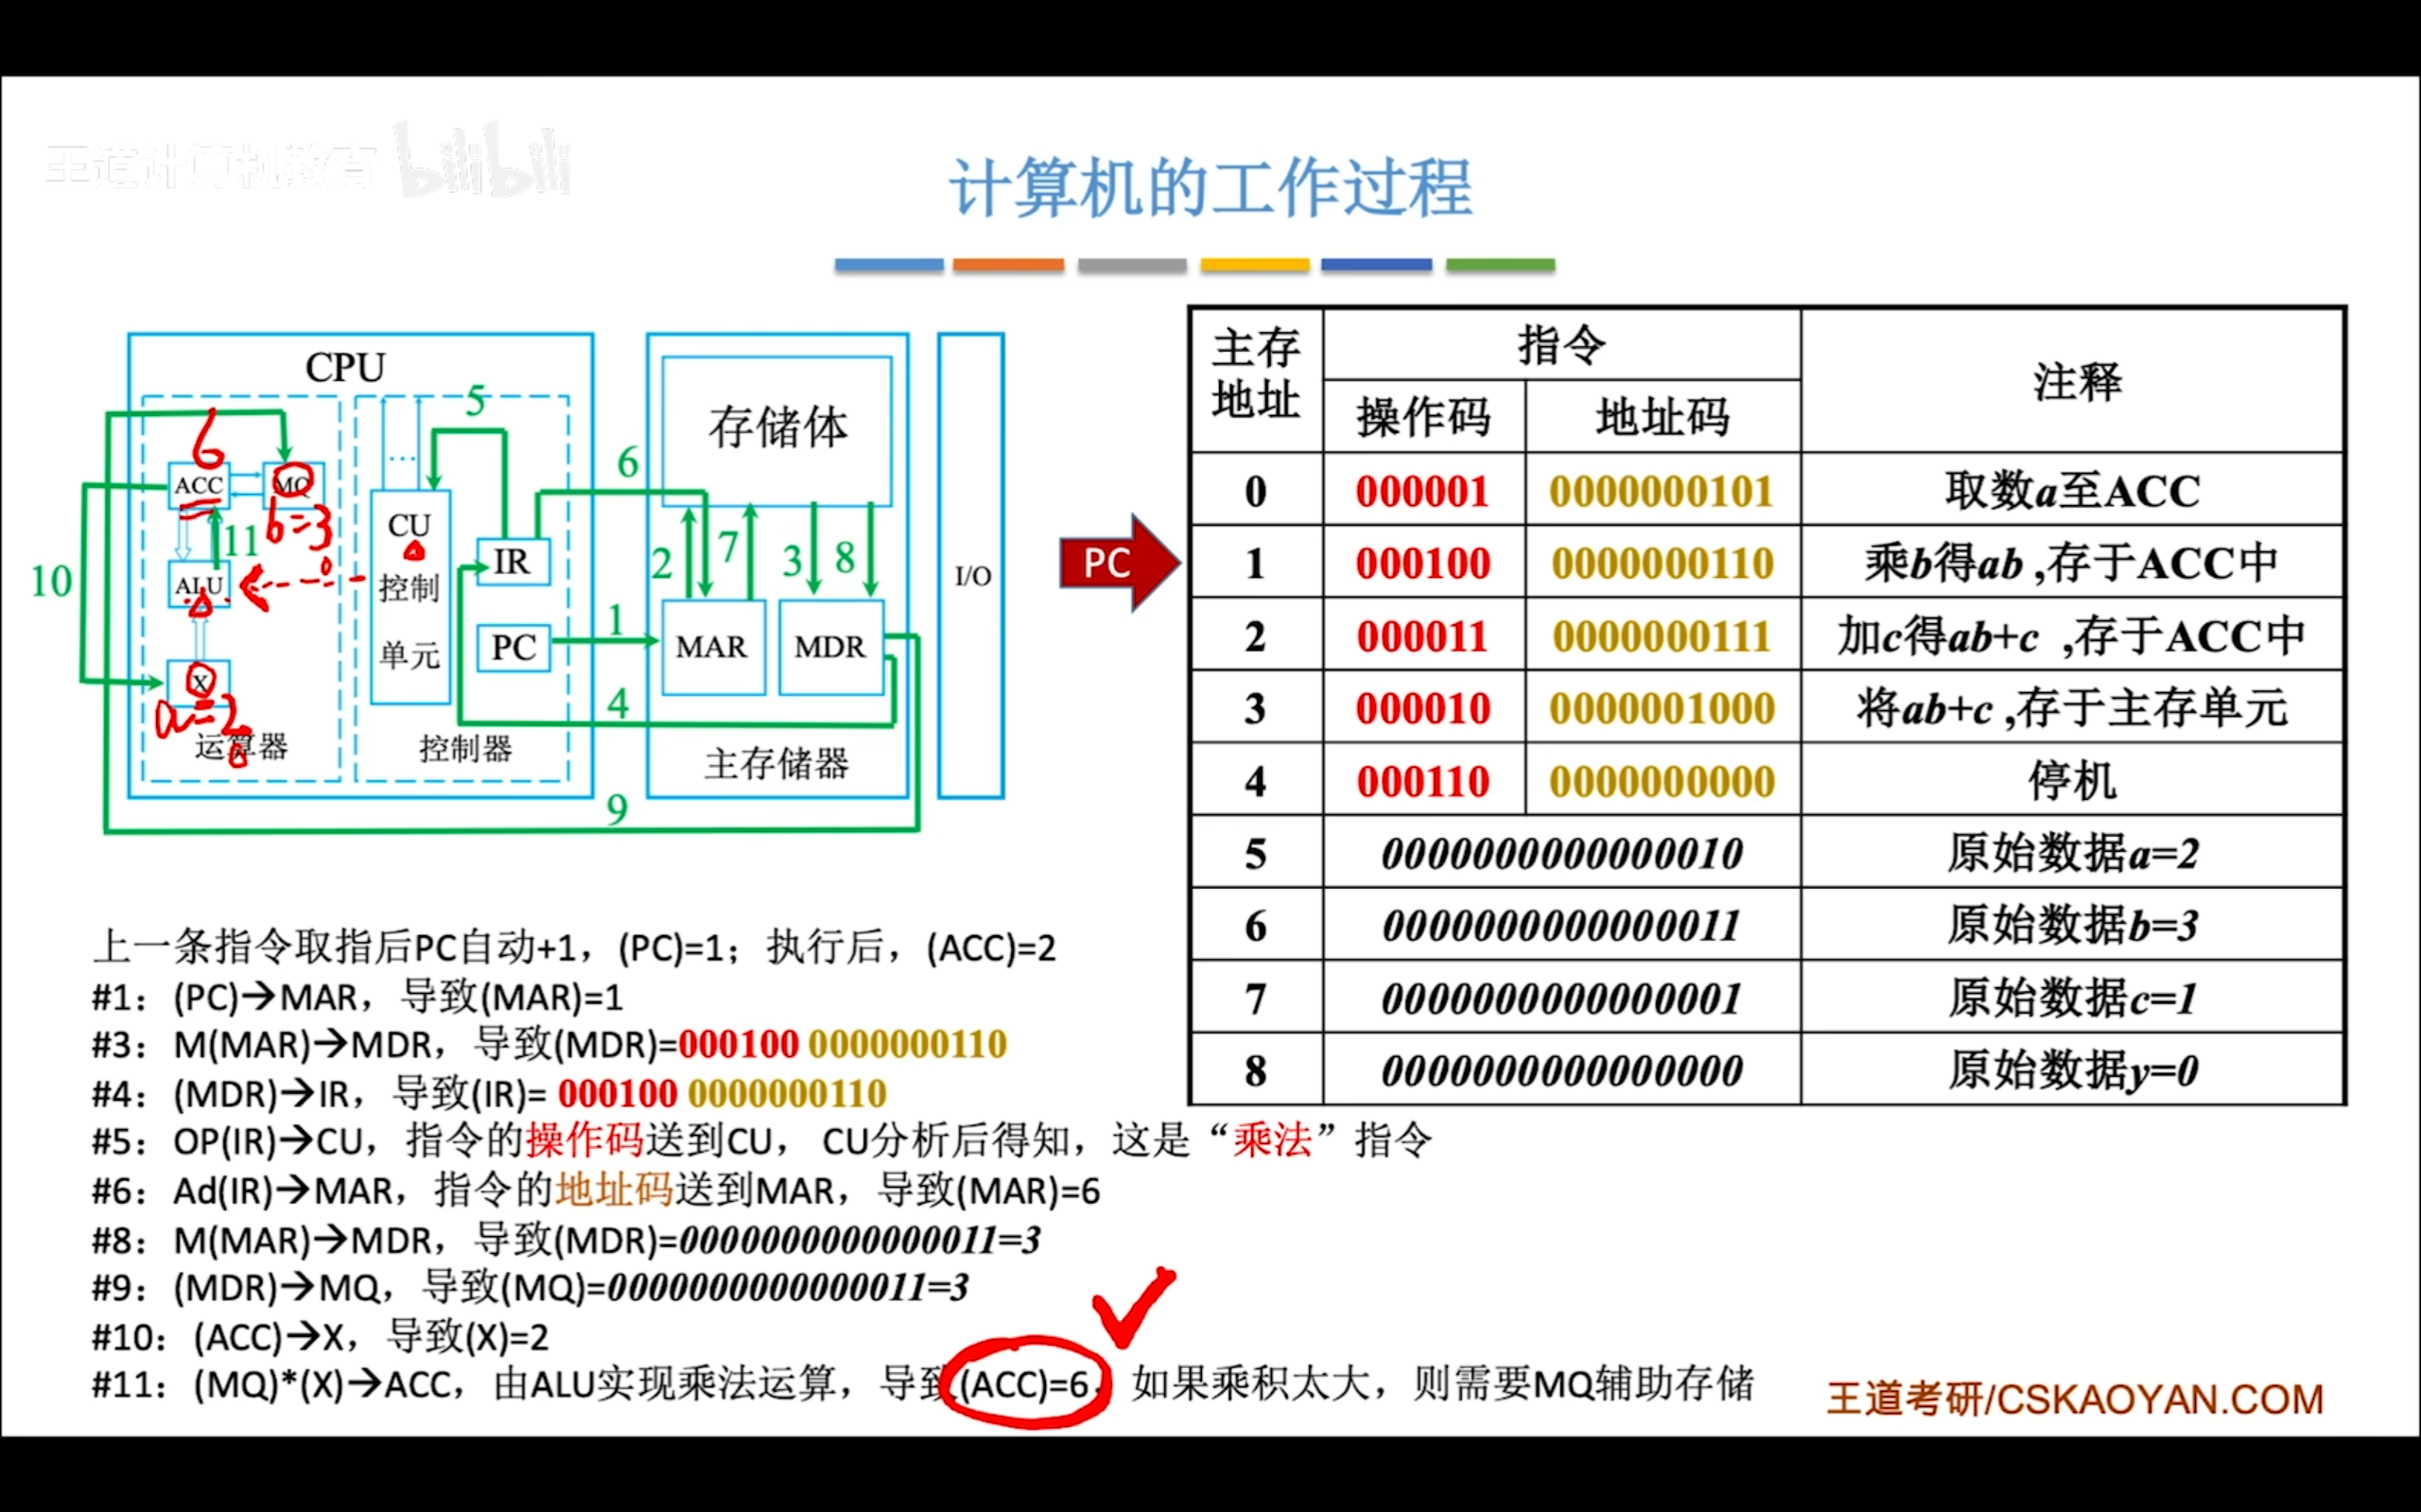 王道计算机教育 bilibili
计算机的工作过程
CPU
5
6
ACC
MQ
b=3
11
ALU
10
X
a=2
运算器
...
CU
控制
单元
IR
PC
控制器
6
1
4
9
存储体
2
7
3
8
MAR
MDR
主存储器
I/O
PC
主存地址 指令 注释
操作码 地址码
0 000001 0000000101 取数a至ACC
1 000100 0000000110 乘b得ab ,存于ACC中
2 000011 0000000111 加c得ab+c ,存于ACC中
3 000010 0000001000 将ab+c ,存于主存单元
4 000110 0000000000 停机
5 0000000000000010 原始数据a=2
6 0000000000000011 原始数据b=3
7 0000000000000001 原始数据c=1
8 0000000000000000 原始数据y=0
上一条指令取指后PC自动+1，(PC)=1；执行后，(ACC)=2
#1：(PC)→MAR，导致(MAR)=1
#3：M(MAR)→MDR，导致(MDR)=000100 0000000110
#4：(MDR)→IR，导致(IR)= 000100 0000000110
#5：OP(IR)→CU，指令的操作码送到CU， CU分析后得知，这是“乘法”指令
#6：Ad(IR)→MAR，指令的地址码送到MAR，导致(MAR)=6
#8：M(MAR)→MDR，导致(MDR)=0000000000000011=3
#9：(MDR)→MQ，导致(MQ)=0000000000000011=3
#10：(ACC)→X，导致(X)=2
#11：(MQ)*(X)→ACC，由ALU实现乘法运算，导致(ACC)=6，如果乘积太大，则需要MQ辅助存储
王道考研/CSKAOYAN.COM